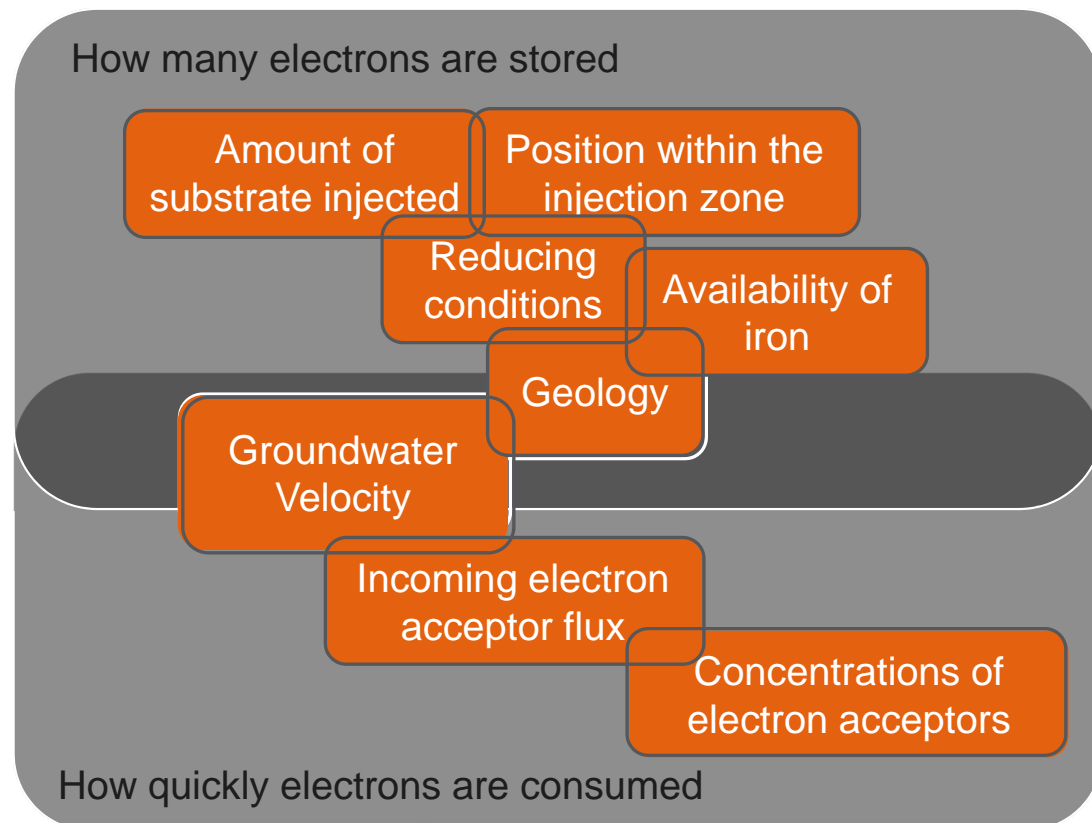 How many electrons are stored
Amount of
substrate injected
Position within the
injection zone
Reducing
conditions
Availability of
iron
Geology
Groundwater
Velocity
Incoming electron
acceptor flux
Concentrations of
electron acceptors
How quickly electrons are consumed